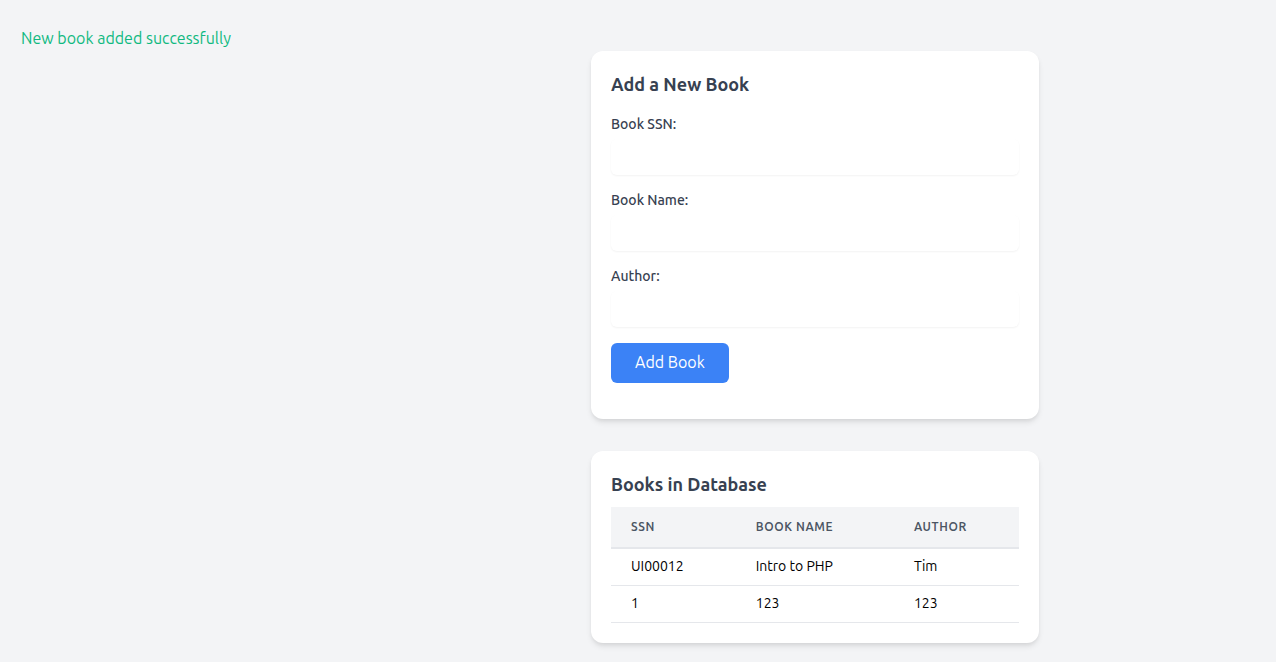 New book added successfully
Add a New Book
Book SSN:
Book Name:
Author:
Add Book
Books in Database
SSN BOOK NAME AUTHOR
UI00012 Intro to PHP Tim
1 123 123